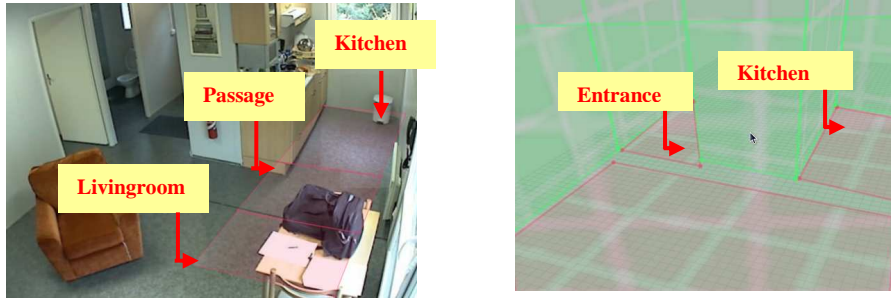 Kitchen
Passage
Livingroom
Kitchen
Entrance